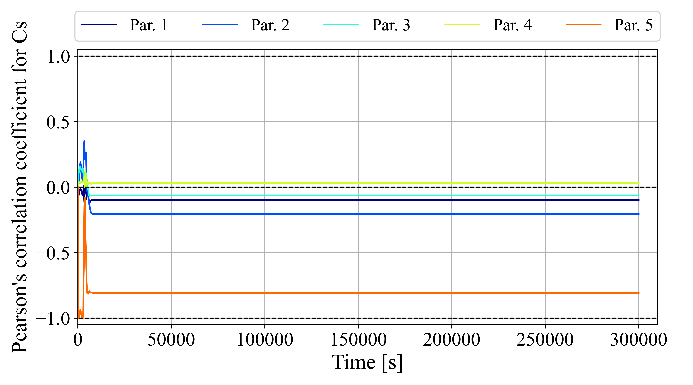 Par. 1 Par. 2 Par. 3 Par. 4 Par. 5
Pearson's correlation coefficient for Cs
1.0
0.5
0.0
0.5
−1.0
0 50000 100000 150000 200000 250000 300000
Time [s]